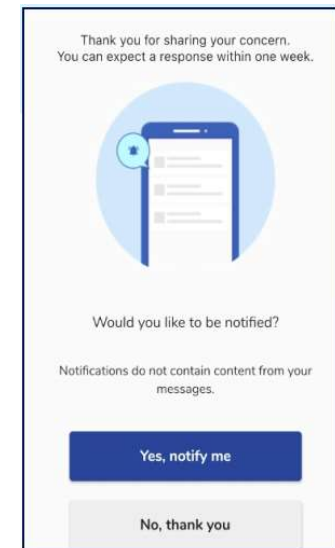 Thank you for sharing your concern.
You can expect a response within one week.
Would you like to be notified?
Notifications do not contain content from your
messages.
Yes, notify me
No, thank you